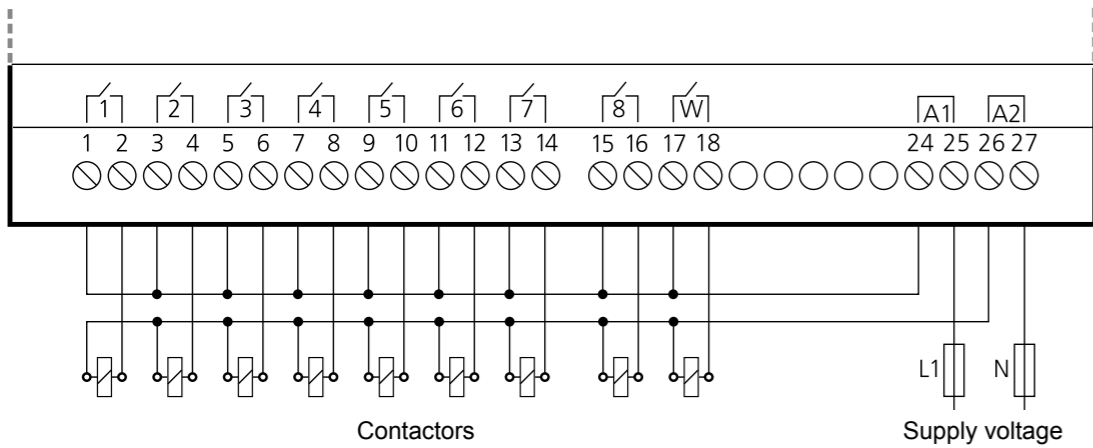 1 2 3 4 5 6 7 8 W A1 A2
1 2 3 4 5 6 7 8 9 10 11 12 13 14 15 16 17 18 24 25 26 27
L1 N
Contactors Supply voltage